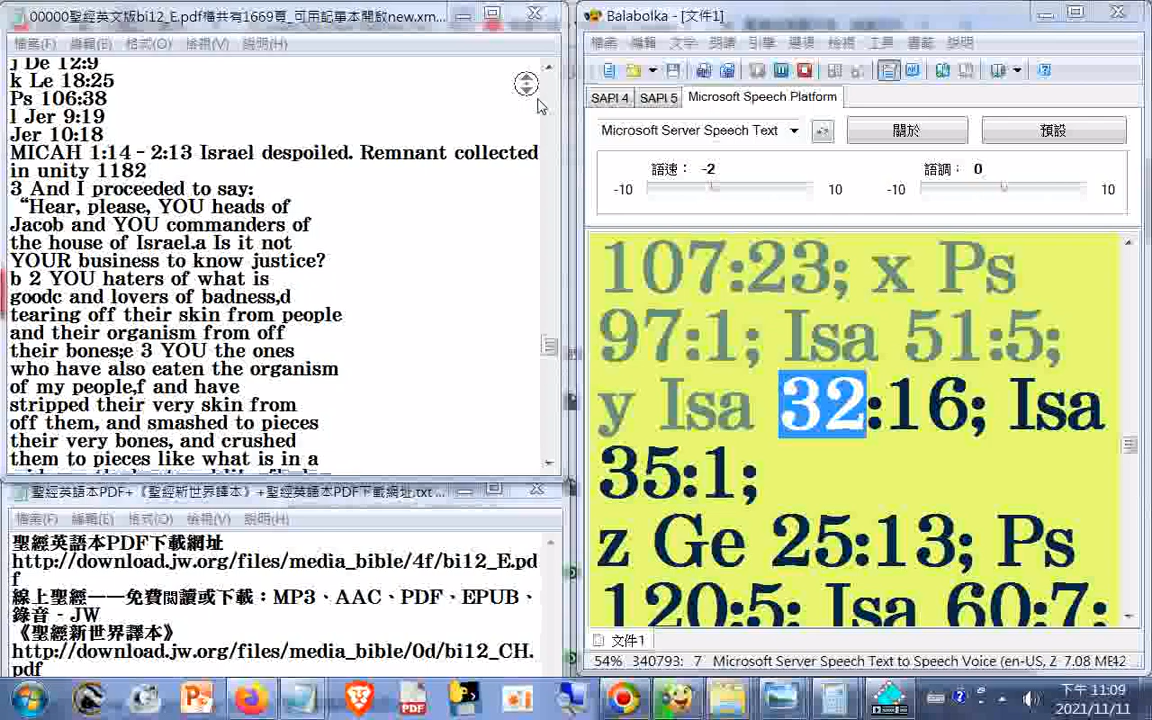 00000聖經英文版bi12_E.pdf檔共有1669頁_可用記事本開啟new.xm...
檔案(F) 編輯(E) 格式(O) 檢視(V) 說明(H)
j De 12:9
k Le 18:25
Ps 106:38
l Jer 9:19
Jer 10:18
MICAH 1:14 – 2:13 Israel despoiled. Remnant collected
in unity 1182
3 And I proceeded to say:
“Hear, please, YOU heads of
Jacob and YOU commanders of
the house of Israel.a Is it not
YOUR business to know justice?
b 2 YOU haters of what is
goodc and lovers of badness,d
tearing off their skin from people
and their organism from off
their bones;e 3 YOU the ones
who have also eaten the organism
of my people,f and have
stripped their very skin from
off them, and smashed to pieces
their very bones, and crushed
them to pieces like what is in a
聖經英語本PDF+《聖經新世界譯本》+聖經英語本PDF下載網址.txt ...
檔案(F) 編輯(E) 格式(O) 檢視(V) 說明(H)
聖經英語本PDF下載網址
http://download.jw.org/files/media_bible/4f/bi12_E.pd
f
線上聖經——免費閱讀或下載：MP3、AAC、PDF、EPUB、
錄音 - JW
《聖經新世界譯本》
http://download.jw.org/files/media_bible/0d/bi12_CH.
pdf
Balabolka - [文件1]
檔案 編輯 文字 朗讀 引擎 選項 檢視 工具 書籤 說明
SAPI 4 SAPI 5 Microsoft Speech Platform
Microsoft Server Speech Text 關於 預設
語速： -2 語調： 0
-10 10 -10 10
107:23; x Ps
97:1; Isa 51:5;
y Isa 32:16; Isa
35:1;
z Ge 25:13; Ps
120:5; Isa 60:7;
文件1
54% 340793: 7 Microsoft Server Speech Text to Speech Voice (en-US, Z 7.08 ME42
下午 11:09
2021/11/11